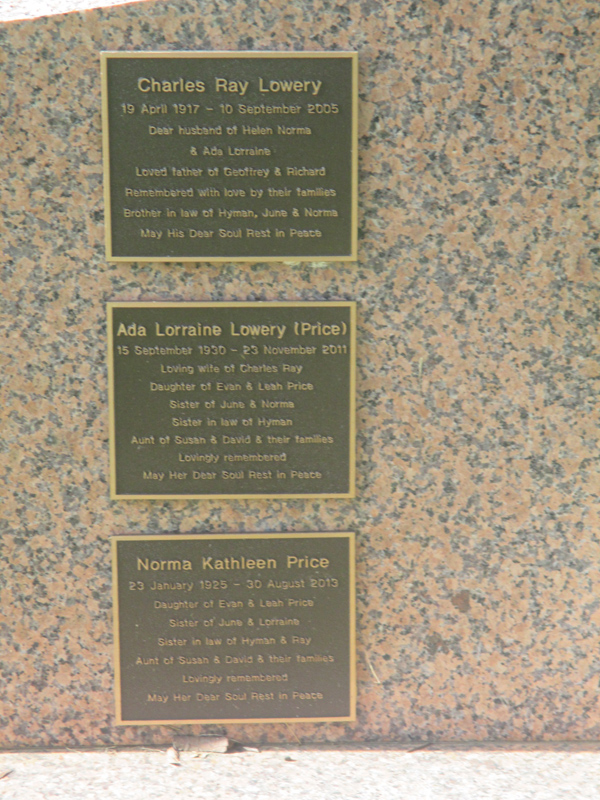 Charles Ray Lowery
19 April 1917 - 10 September 2005
Dear husband of Helen Norma
& Ada Lorraine
Loved father of Geoffrey & Richard
Remembered with love by their families
Brother in law of Hyman, June & Norma
May His Dear Soul Rest in Peace
Ada Lorraine Lowery (Price)
15 September 1930 - 23 November 2011
Loving wife of Charles Ray
Daughter of Evan & Leah Price
Sister of June & Norma
Sister in law of Hyman
Aunt of Susan & David & their families
Lovingly remembered
May Her Dear Soul Rest in Peace
Norma Kathleen Price
23 January 1925 - 30 August 2013
Daughter of Evan & Leah Price
Sister of June & Lorraine
Sister in law of Hyman & Ray
Aunt of Susan & David & their families
Lovingly remembered
May Her Dear Soul Rest in Peace